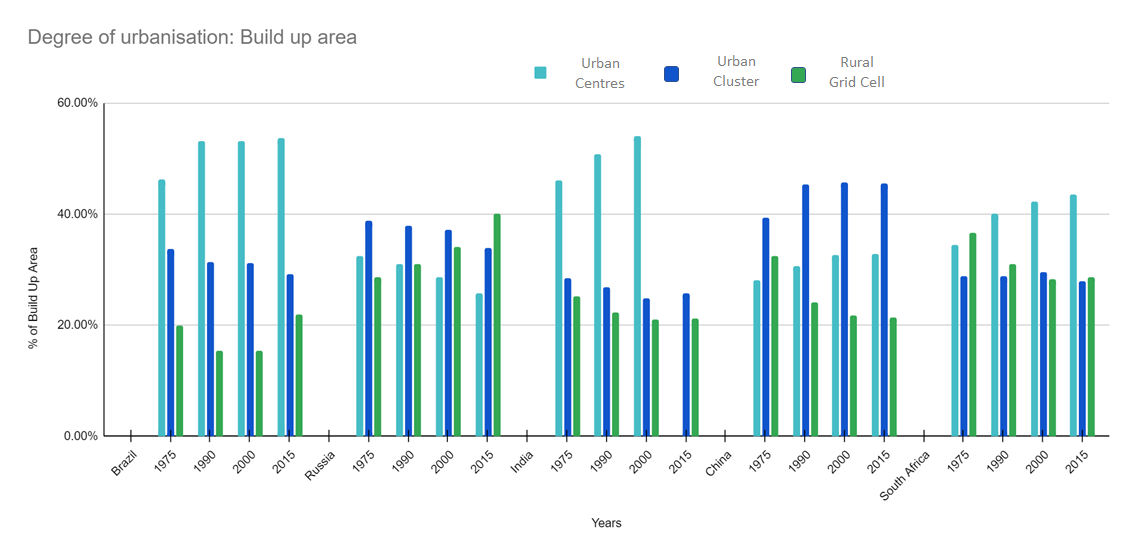 Degree of urbanisation: Build up area
Urban Centres
Urban Cluster
Rural Grid Cell
60.00%
40.00%
20.00%
0.00%
% of Build Up Area
Brazil 1975 1990 2000 2015 Russia 1975 1990 2000 2015 India 1975 1990 2000 2015 China 1975 1990 2000 2015 South Africa 1975 1990 2000 2015
Years